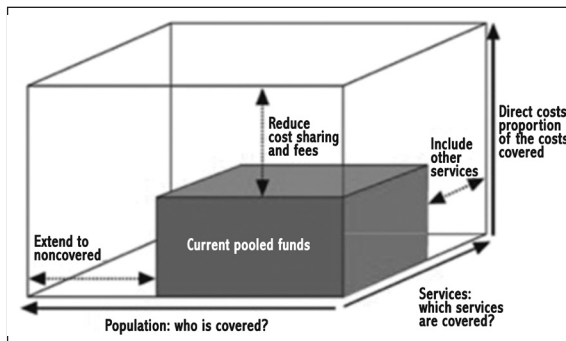 Direct costs:
proportion
of the costs
covered
Reduce
cost sharing
and fees
Include
other
services
Extend to
noncovered
Current pooled funds
Services:
which services
are covered?
Population: who is covered?